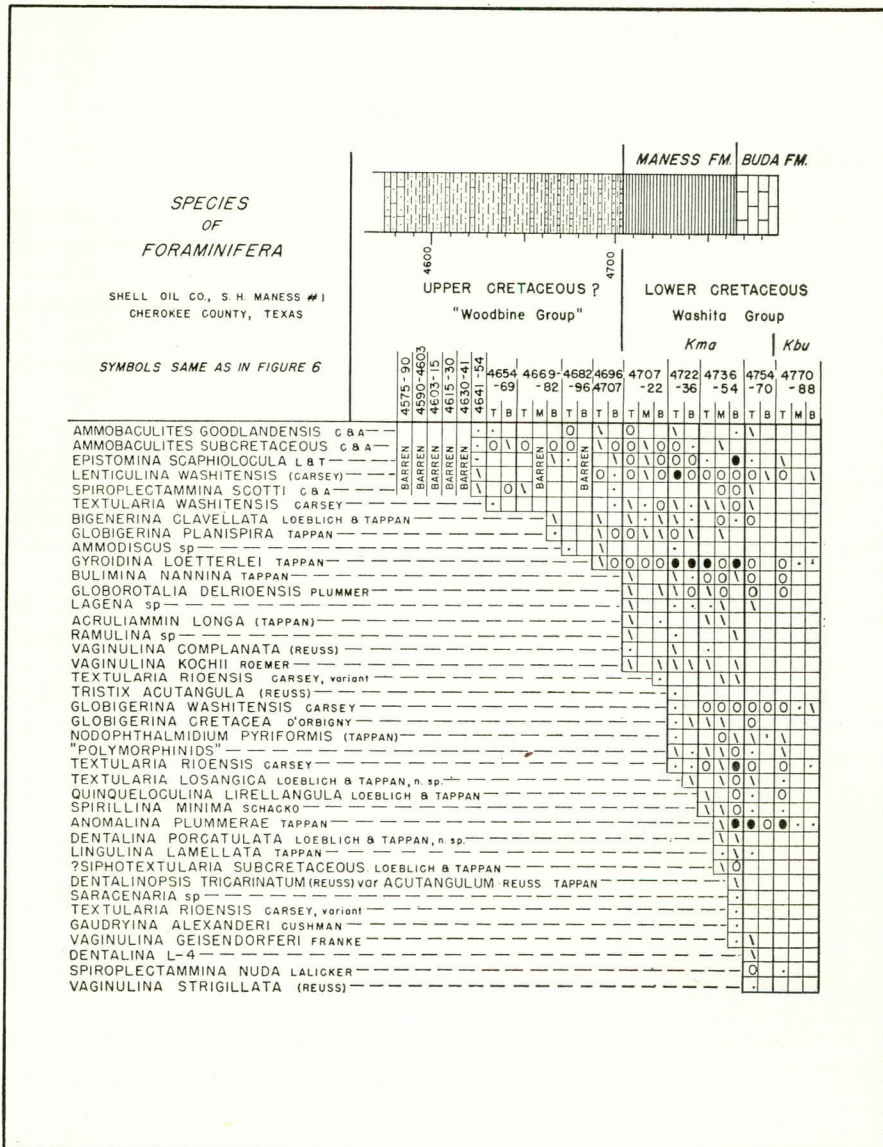 MANESS FM. BUDA FM.
SPECIES
OF
FORAMINIFERA
4600
4700
SHELL OIL CO., S. H. MANESS #1
CHEROKEE COUNTY, TEXAS
UPPER CRETACEOUS ?
"Woodbine Group"
LOWER CRETACEOUS
Washita Group
Kma
Kbu
SYMBOLS SAME AS IN FIGURE 6
4575-90
4590-4603
4603-15
4615-30
4630-41
4641-54
4654 -69
4669- 82
4682 -96
4696 4707
4707 -22
4722 -36
4736 -54
4754 -70
4770 -88
T B T M B T B T B T M B T B T M B T B T M B
BARREN
BARREN
BARREN
BARREN
BARREN
BARREN
BARREN
AMMOBACULITES GOODLANDENSIS C & A
AMMOBACULITES SUBCRETACEOUS C & A
EPISTOMINA SCAPHIOLOCULA L & T
LENTICULINA WASHITENSIS (CARSEY)
SPIROPLECTAMMINA SCOTTI C & A
TEXTULARIA WASHITENSIS CARSEY
BIGENERINA CLAVELLATA LOEBLICH & TAPPAN
GLOBIGERINA PLANISPIRA TAPPAN
AMMODISCUS sp
GYROIDINA LOETTERLEI TAPPAN
BULIMINA NANNINA TAPPAN
GLOBOROTALIA DELRIOENSIS PLUMMER
LAGENA sp
ACRULIAMMIN LONGA (TAPPAN)
RAMULINA sp
VAGINULINA COMPLANATA (REUSS)
VAGINULINA KOCHII ROEMER
TEXTULARIA RIOENSIS CARSEY, variant
TRISTIX ACUTANGULA (REUSS)
GLOBIGERINA WASHITENSIS CARSEY
GLOBIGERINA CRETACEA D'ORBIGNY
NODOPHTHALMIDIUM PYRIFORMIS (TAPPAN)
"POLYMORPHINIDS"
TEXTULARIA RIOENSIS CARSEY
TEXTULARIA LOSANGICA LOEBLICH & TAPPAN, n. sp.
QUINQUELOCULINA LIRELLANGULA LOEBLICH & TAPPAN
SPIRILLINA MINIMA SCHACKO
ANOMALINA PLUMMERAE TAPPAN
DENTALINA PORCATULATA LOEBLICH & TAPPAN, n. sp.
LINGULINA LAMELLATA TAPPAN
?SIPHOTEXTULARIA SUBCRETACEOUS LOEBLICH & TAPPAN
DENTALINOPSIS TRICARINATUM (REUSS) var ACUTANGULUM REUSS TAPPAN
SARACENARIA sp
TEXTULARIA RIOENSIS CARSEY, variant
GAUDRYINA ALEXANDERI CUSHMAN
VAGINULINA GEISENDORFERI FRANKE
DENTALINA L-4
SPIROPLECTAMMINA NUDA LALICKER
VAGINULINA STRIGILLATA (REUSS)